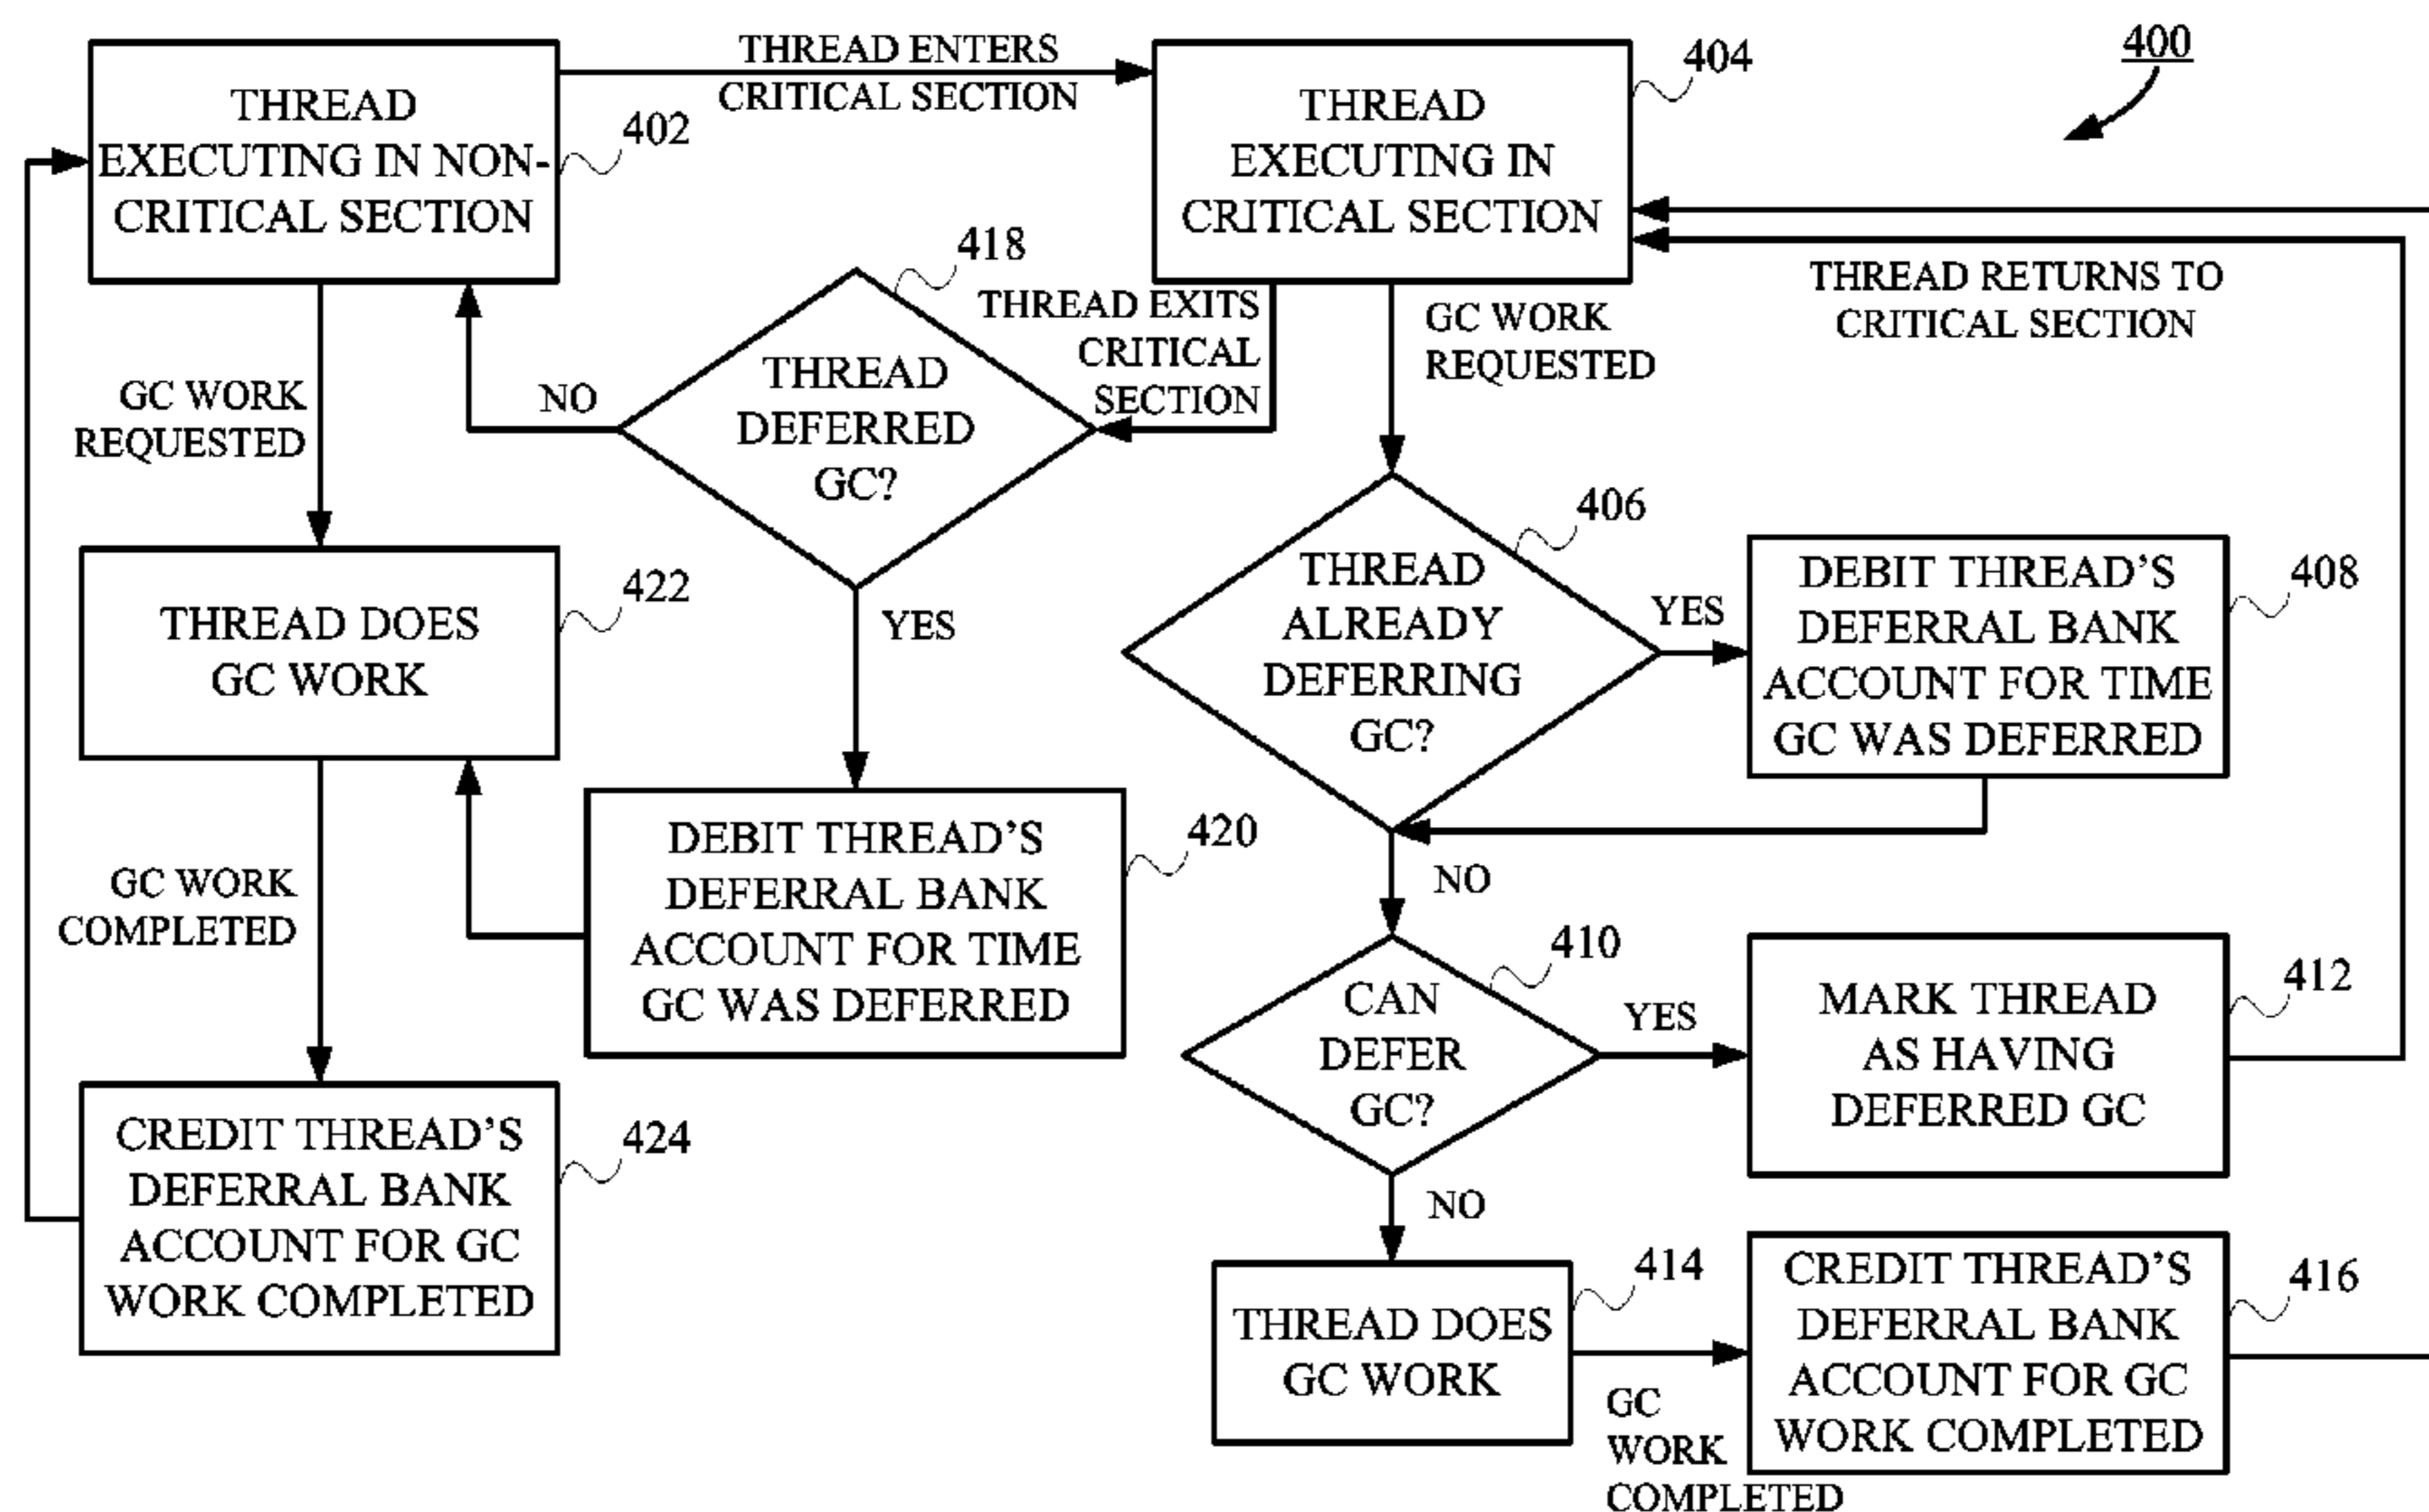 THREAD ENTERS
CRITICAL SECTION
400
THREAD
EXECUTING IN NON-
CRITICAL SECTION
402
THREAD
EXECUTING IN
CRITICAL SECTION
404
THREAD RETURNS TO
CRITICAL SECTION
418
THREAD EXITS
CRITICAL
SECTION
GC WORK
REQUESTED
THREAD
DEFERRED
GC?
NO
YES
GC WORK
REQUESTED
406
THREAD
ALREADY
DEFERRING
GC?
YES
NO
DEBIT THREAD'S
DEFERRAL BANK
ACCOUNT FOR TIME
GC WAS DEFERRED
408
THREAD DOES
GC WORK
422
DEBIT THREAD'S
DEFERRAL BANK
ACCOUNT FOR TIME
GC WAS DEFERRED
420
GC WORK
COMPLETED
410
CAN
DEFER
GC?
YES
NO
MARK THREAD
AS HAVING
DEFERRED GC
412
CREDIT THREAD'S
DEFERRAL BANK
ACCOUNT FOR GC
WORK COMPLETED
424
THREAD DOES
GC WORK
414
GC
WORK
COMPLETED
CREDIT THREAD'S
DEFERRAL BANK
ACCOUNT FOR GC
WORK COMPLETED
416